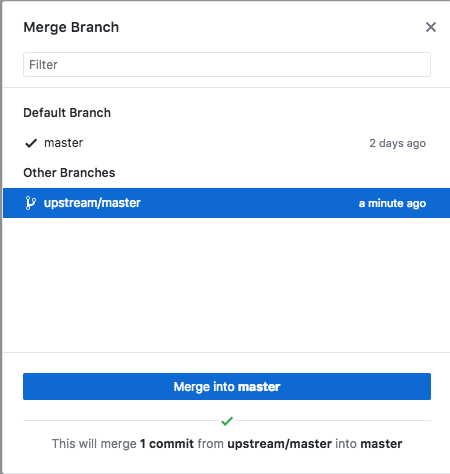 Merge Branch
Filter
Default Branch
master 2 days ago
Other Branches
upstream/master a minute ago
Merge into master
This will merge 1 commit from upstream/master into master